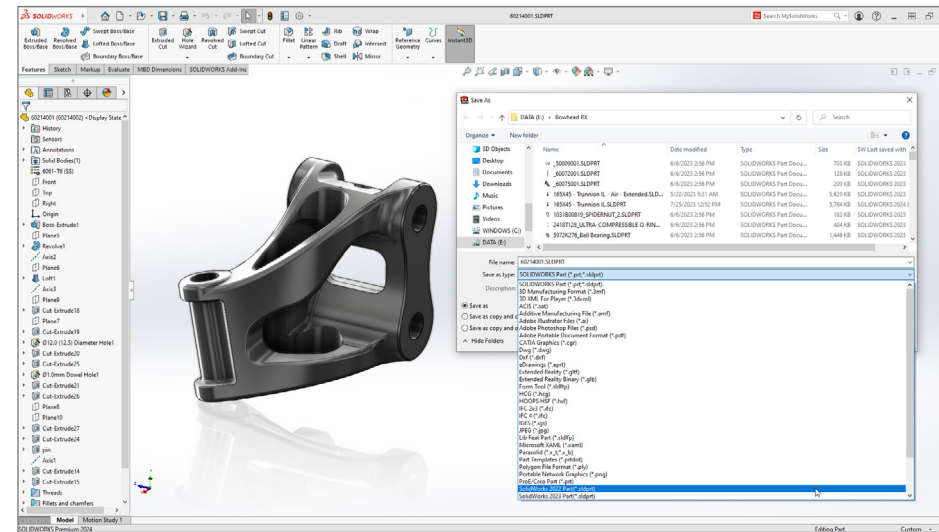 SOLIDWORKS
60214001.SLDPRT
Search MySolidWorks
Extruded Boss/Base
Revolved Boss/Base
Swept Boss/Base
Lofted Boss/Base
Boundary Boss/Base
Extruded Cut
Hole Wizard
Revolved Cut
Swept Cut
Lofted Cut
Boundary Cut
Fillet
Linear Pattern
Rib
Draft
Shell
Wrap
Intersect
Mirror
Reference Geometry
Curves
Instant3D
Features Sketch Markup Evaluate MBD Dimensions SOLIDWORKS Add-Ins
60214001 (60214002) <Display State
History
Sensors
Annotations
Solid Bodies(1)
6061-T6 (SS)
Front
Top
Right
Origin
Boss-Extrude1
Plane5
Revolve1
Axis2
Plane6
Loft1
Axis3
Plane9
Cut-Extrude18
Plane7
Cut-Extrude19
Ø12.0 (12.5) Diameter Hole1
Cut-Extrude20
Cut-Extrude25
Ø1.0mm Dowel Hole1
Cut-Extrude21
Cut-Extrude26
Plane8
Plane10
Cut-Extrude27
Cut-Extrude24
pin
Axis1
Cut-Extrude14
Cut-Extrude15
Threads
Fillets and chamfers
Save As
DATA (E:) > Bowhead RX
Search
Organize New folder
3D Objects
Desktop
Documents
Downloads
Music
Pictures
Videos
WINDOWS (C:)
DATA (E:)
Name Date modified Type Size SW Last saved with
_50009001.SLDPRT 6/6/2023 2:56 PM SOLIDWORKS Part Docu... 703 KB SOLIDWORKS 2023
_60072001.SLDPRT 6/6/2023 2:56 PM SOLIDWORKS Part Docu... 128 KB SOLIDWORKS 2023
_60075001.SLDPRT 6/6/2023 2:56 PM SOLIDWORKS Part Docu... 209 KB SOLIDWORKS 2023
165X45 - Trunnion IL - Air - Extended.SLD... 5/22/2023 9:21 AM SOLIDWORKS Part Docu... 1,629 KB SOLIDWORKS 2023
165X45 - Trunnion IL.SLDPRT 7/25/2023 12:52 PM SOLIDWORKS Part Docu... 5,764 KB SOLIDWORKS 2024
1031B00819_SPIDERNUT_2.SLDPRT 6/6/2023 2:56 PM SOLIDWORKS Part Docu... 185 KB SOLIDWORKS 2023
2418T128_ULTRA-COMPRESSIBLE O-RIN... 6/6/2023 2:56 PM SOLIDWORKS Part Docu... 404 KB SOLIDWORKS 2023
5972K276_Ball Bearing.SLDPRT 6/6/2023 2:56 PM SOLIDWORKS Part Docu... 1,446 KB SOLIDWORKS 2023
File name: 60214001.SLDPRT
Save as type: SOLIDWORKS Part (*.prt;*.sldprt)
Description:
Save as
Save as copy and
Save as copy and
Hide Folders
SOLIDWORKS Part (*.prt;*.sldprt)
3D Manufacturing Format (*.3mf)
3D XML For Player (*.3dxml)
ACIS (*.sat)
Additive Manufacturing File (*.amf)
Adobe Illustrator Files (*.ai)
Adobe Photoshop Files (*.psd)
Adobe Portable Document Format (*.pdf)
CATIA Graphics (*.cgr)
Dwg (*.dwg)
Dxf (*.dxf)
eDrawings (*.eprt)
Extended Reality (*.gltf)
Extended Reality Binary (*.glb)
Form Tool (*.sldftp)
HCG (*.hcg)
HOOPS HSF (*.hsf)
IFC 2x3 (*.ifc)
IFC 4 (*.ifc)
IGES (*.igs)
JPEG (*.jpg)
Lib Feat Part (*.sldlfp)
Microsoft XAML (*.xaml)
Parasolid (*.x_t;*.x_b)
Part Templates (*.prtdot)
Polygon File Format (*.ply)
Portable Network Graphics (*.png)
ProE/Creo Part (*.prt)
SolidWorks 2022 Part(*.sldprt)
SolidWorks 2023 Part(*.sldprt)
Model Motion Study 1
SOLIDWORKS Premium 2024
Editing Part Custom